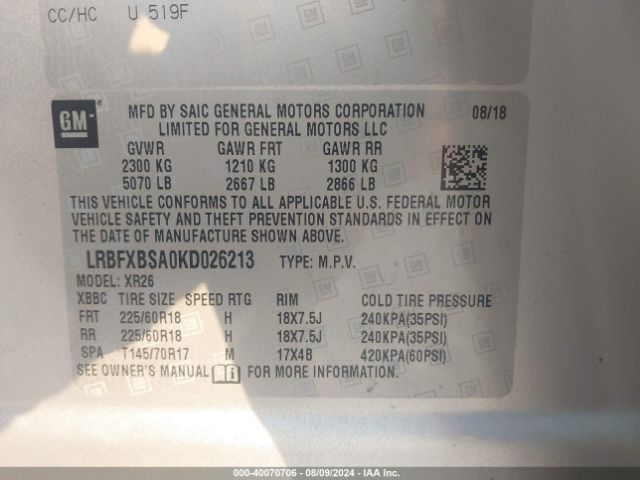 CC/HC U 519F
GM
MFD BY SAIC GENERAL MOTORS CORPORATION 08/18
LIMITED FOR GENERAL MOTORS LLC
GVWR GAWR FRT GAWR RR
2300 KG 1210 KG 1300 KG
5070 LB 2667 LB 2866 LB
THIS VEHICLE CONFORMS TO ALL APPLICABLE U.S. FEDERAL MOTOR
VEHICLE SAFETY AND THEFT PREVENTION STANDARDS IN EFFECT ON
THE DATE OF MANUFACTURE SHOWN ABOVE.
LRBFXBSA0KD026213 TYPE: M.P.V.
MODEL: XR26
XBBC TIRE SIZE SPEED RTG RIM COLD TIRE PRESSURE
FRT 225/60R18 H 18X7.5J 240KPA(35PSI)
RR 225/60R18 H 18X7.5J 240KPA(35PSI)
SPA T145/70R17 M 17X4B 420KPA(60PSI)
SEE OWNER'S MANUAL FOR MORE INFORMATION.
000-40070706 - 08/09/2024 - IAA Inc.